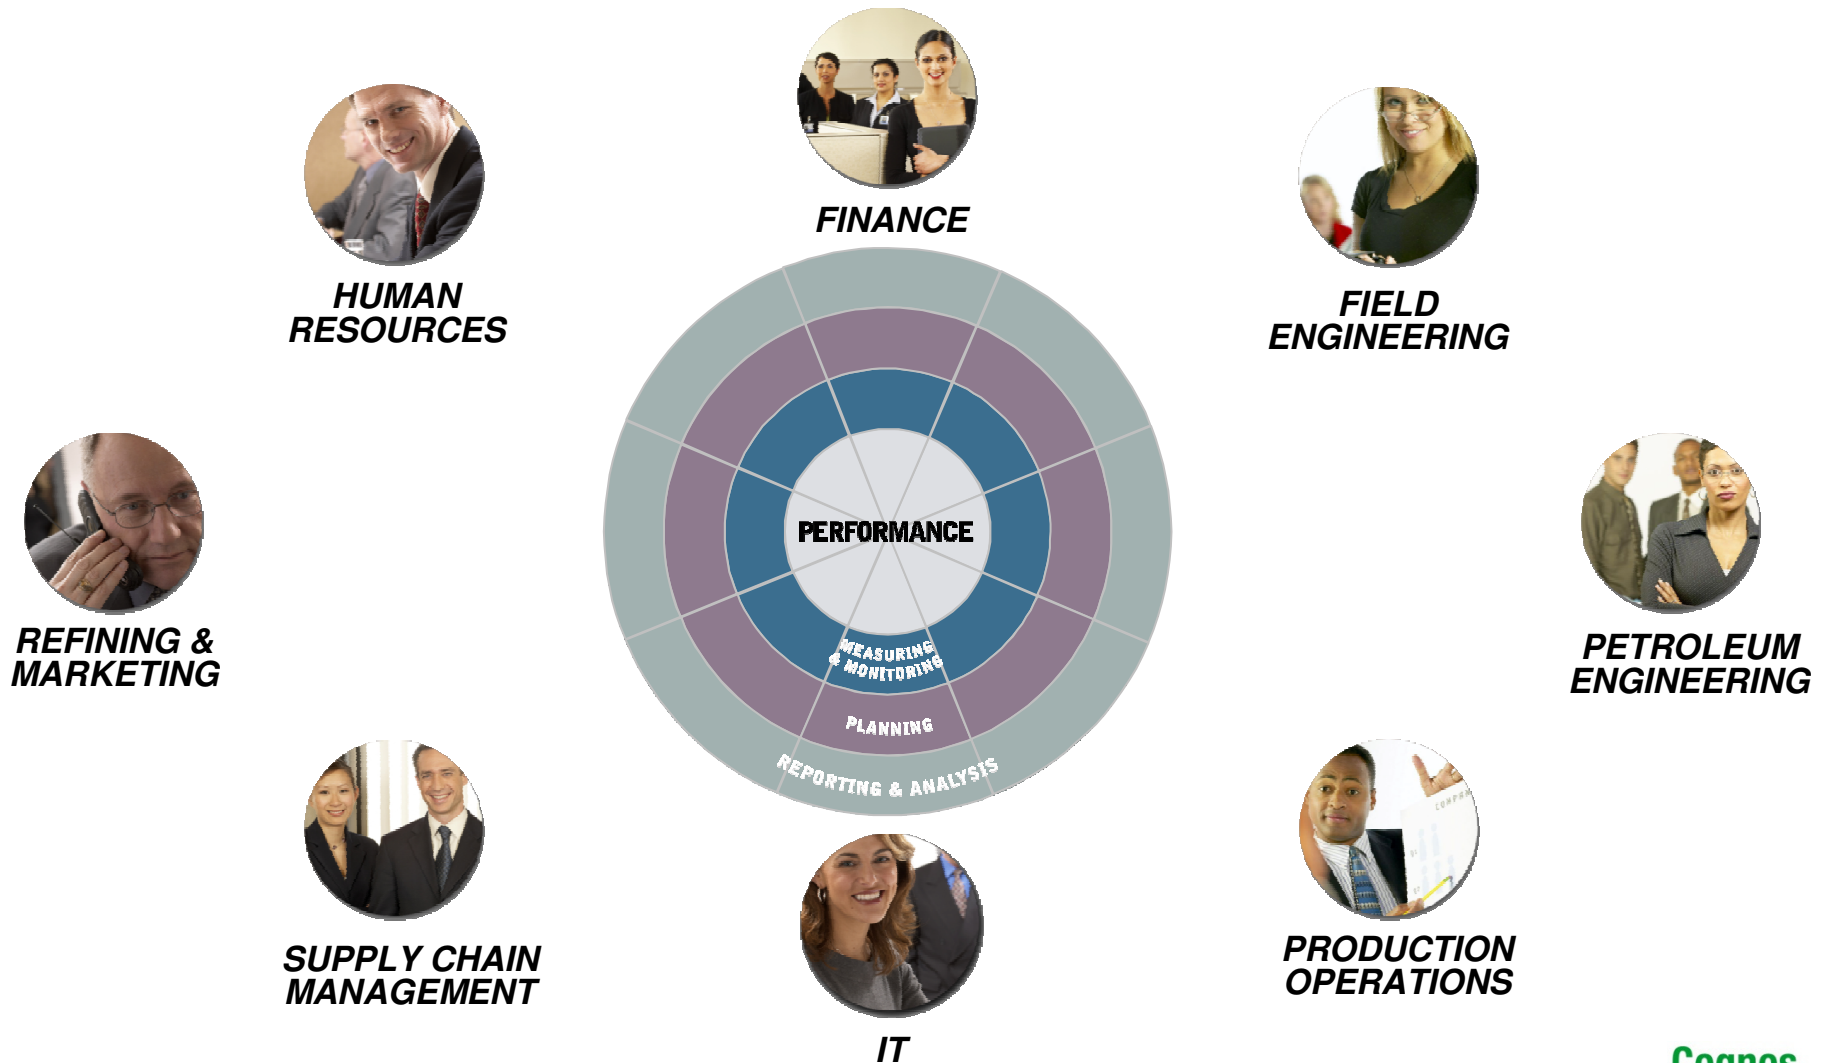 FINANCE
HUMAN
RESOURCES
FIELD
ENGINEERING
PERFORMANCE
REFINING &
MARKETING
MEASURING
& MONITORING
PETROLEUM
ENGINEERING
PLANNING
REPORTING & ANALYSIS
SUPPLY CHAIN
MANAGEMENT
PRODUCTION
OPERATIONS
IT
Cognos